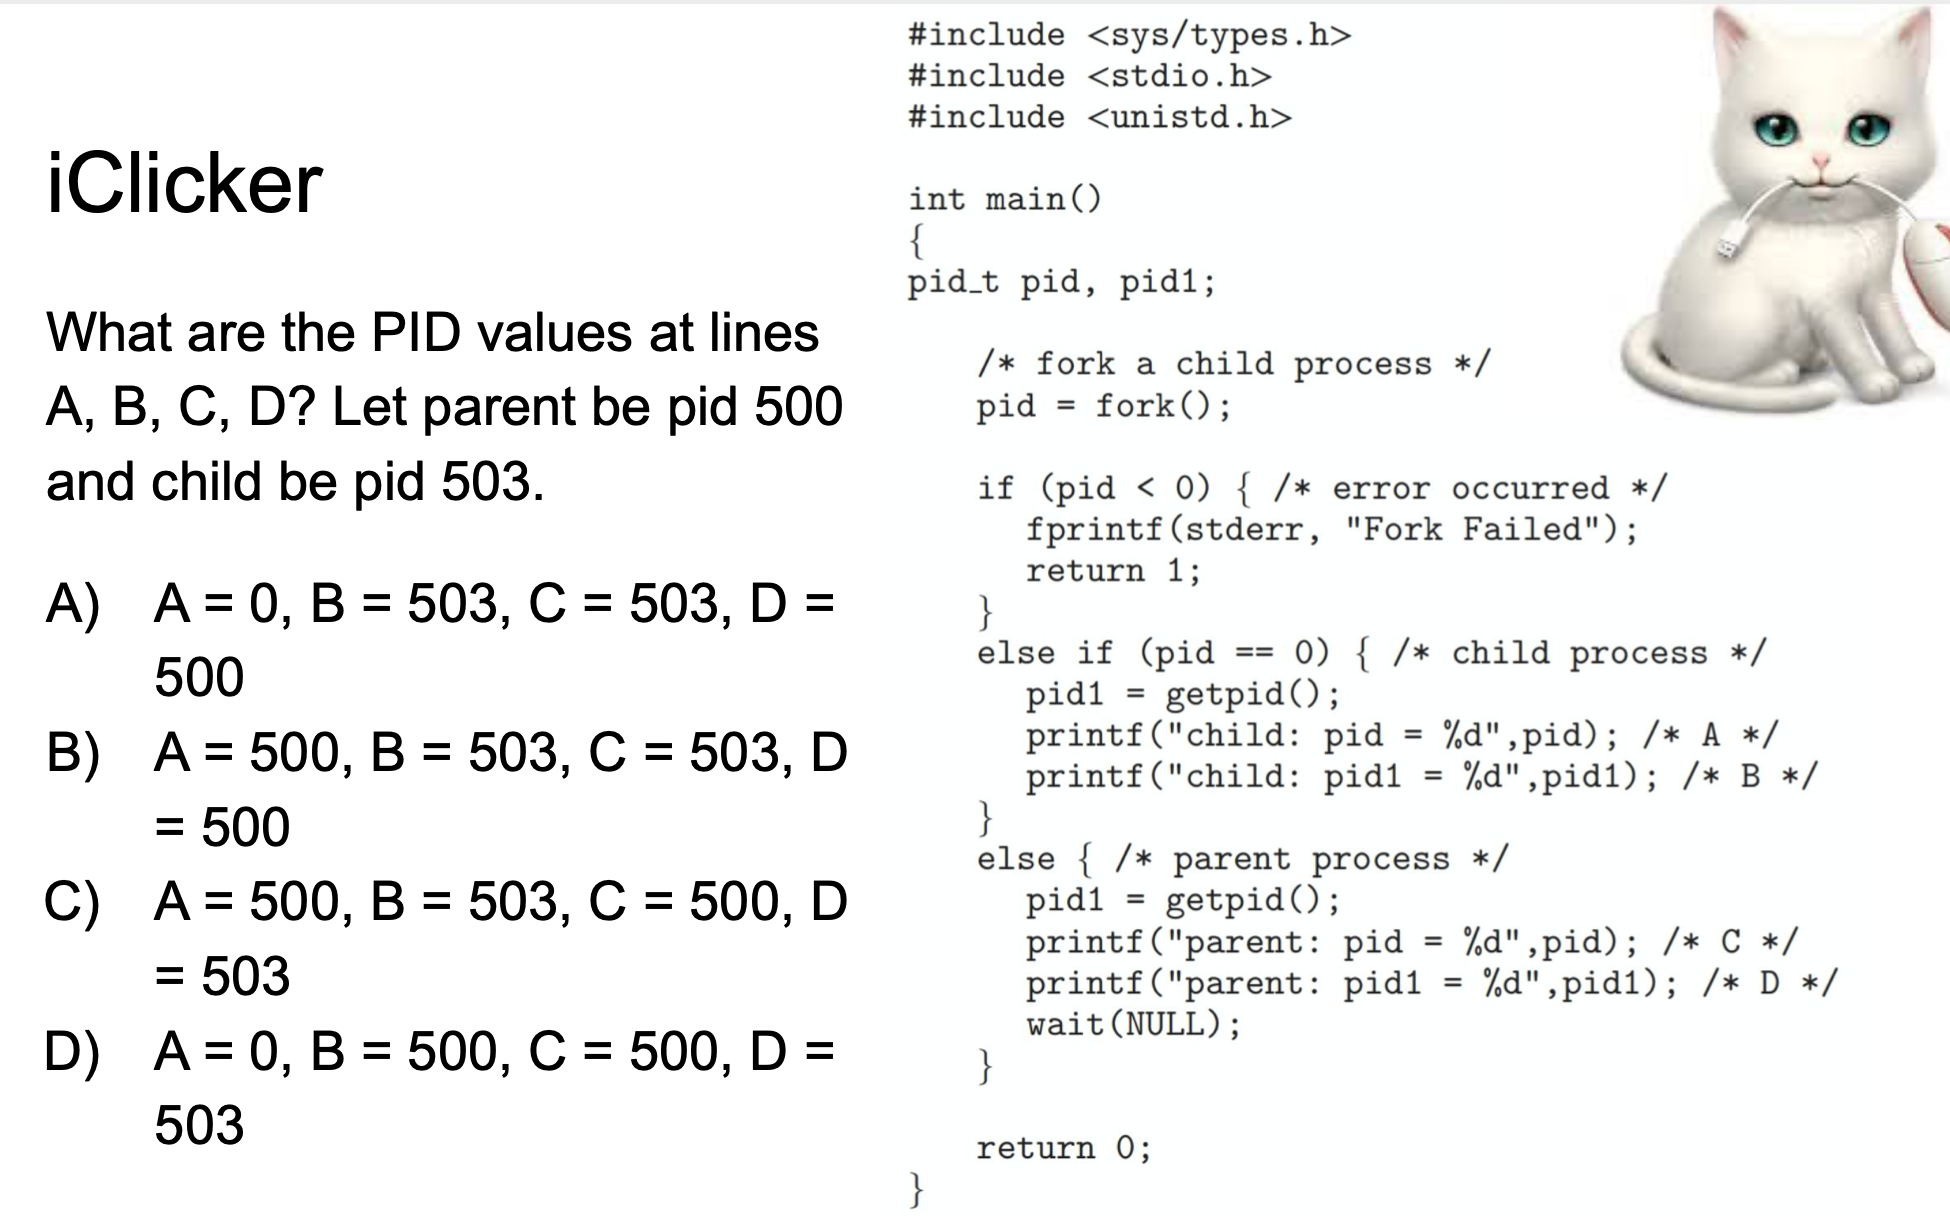 iClicker
What are the PID values at lines
A, B, C, D? Let parent be pid 500
and child be pid 503.
A) A = 0, B = 503, C = 503, D =
500
B) A = 500, B = 503, C = 503, D
= 500
C) A = 500, B = 503, C = 500, D
= 503
D) A = 0, B = 500, C = 500, D =
503
#include <sys/types.h>
#include <stdio.h>
#include <unistd.h>
int main()
{
pid_t pid, pid1;
/* fork a child process */
pid = fork();
if (pid < 0) { /* error occurred */
fprintf(stderr, "Fork Failed");
return 1;
}
else if (pid == 0) { /* child process */
pid1 = getpid();
printf("child: pid = %d",pid); /* A */
printf("child: pid1 = %d",pid1); /* B */
}
else { /* parent process */
pid1 = getpid();
printf("parent: pid = %d",pid); /* C */
printf("parent: pid1 = %d",pid1); /* D */
wait(NULL);
}
return 0;
}